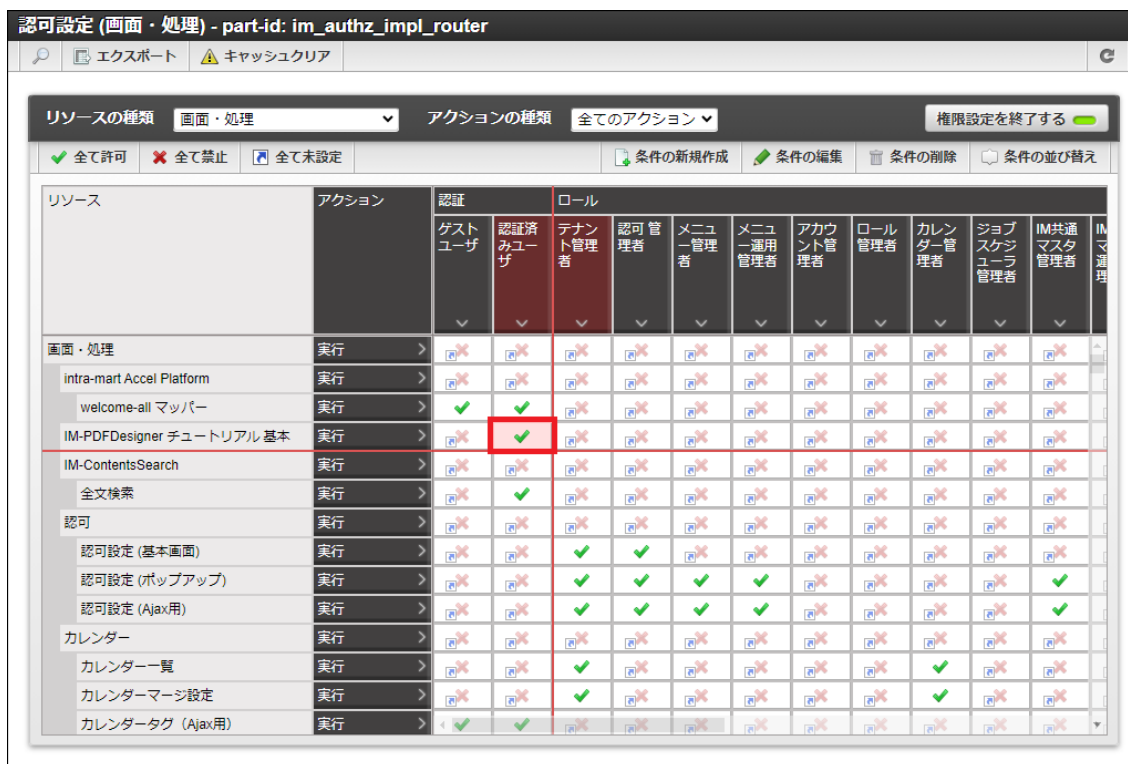 認可設定 (画面・処理) - part-id: im_authz_impl_router
エクスポート キャッシュクリア
リソースの種類 画面・処理 アクションの種類 全てのアクション 権限設定を終了する
全て許可 全て禁止 全て未設定 条件の新規作成 条件の編集 条件の削除 条件の並び替え
リソース アクション 認証 ロール
ゲストユーザ 認証済みユーザ テナント管理者 認可 管理者 メニュー管理者 メニュー運用管理者 アカウント管理者 ロール管理者 カレンダー管理者 ジョブスケジューラ管理者 IM共通マスタ管理者
画面・処理 実行
intra-mart Accel Platform 実行
welcome-all マッパー 実行
IM-PDFDesigner チュートリアル 基本 実行
IM-ContentsSearch 実行
全文検索 実行
認可 実行
認可設定 (基本画面) 実行
認可設定 (ポップアップ) 実行
認可設定 (Ajax用) 実行
カレンダー 実行
カレンダー一覧 実行
カレンダーマージ設定 実行
カレンダータグ（Ajax用) 実行